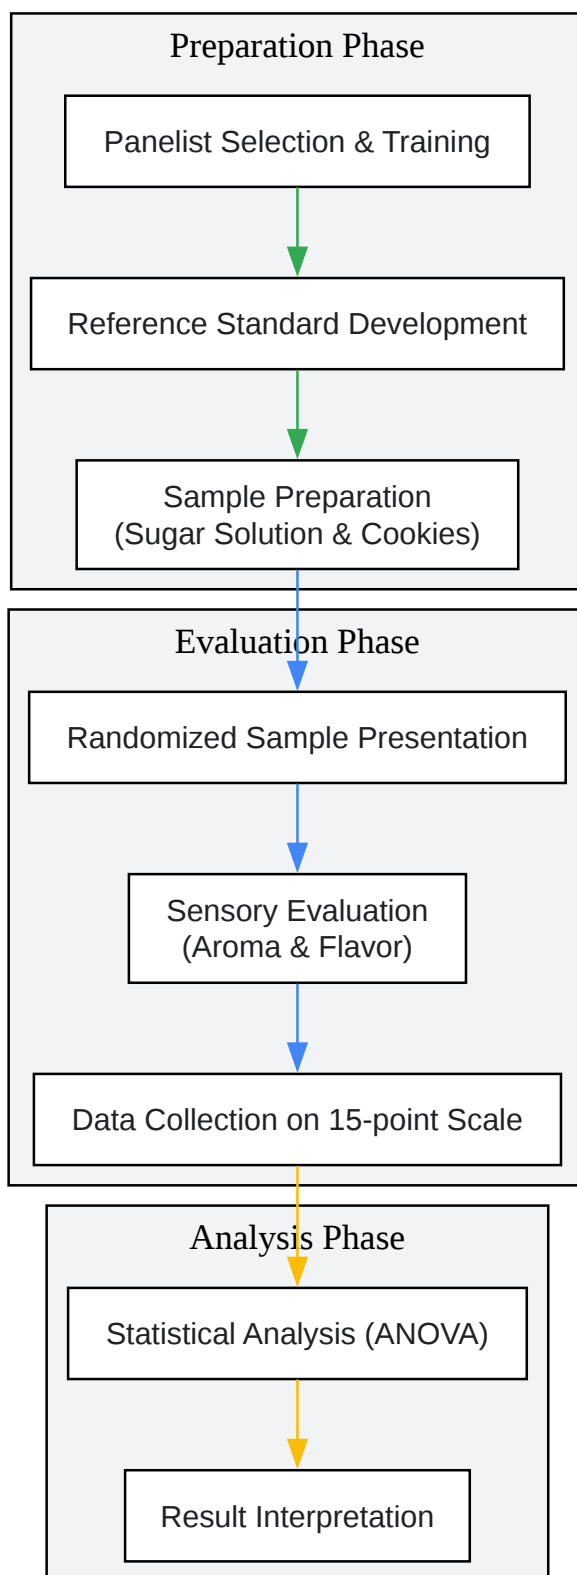 Preparation Phase
Panelist Selection & Training
Reference Standard Development
Sample Preparation
(Sugar Solution & Cookies)
Evaluation Phase
Randomized Sample Presentation
Sensory Evaluation
(Aroma & Flavor)
Data Collection on 15-point Scale
Analysis Phase
Statistical Analysis (ANOVA)
Result Interpretation